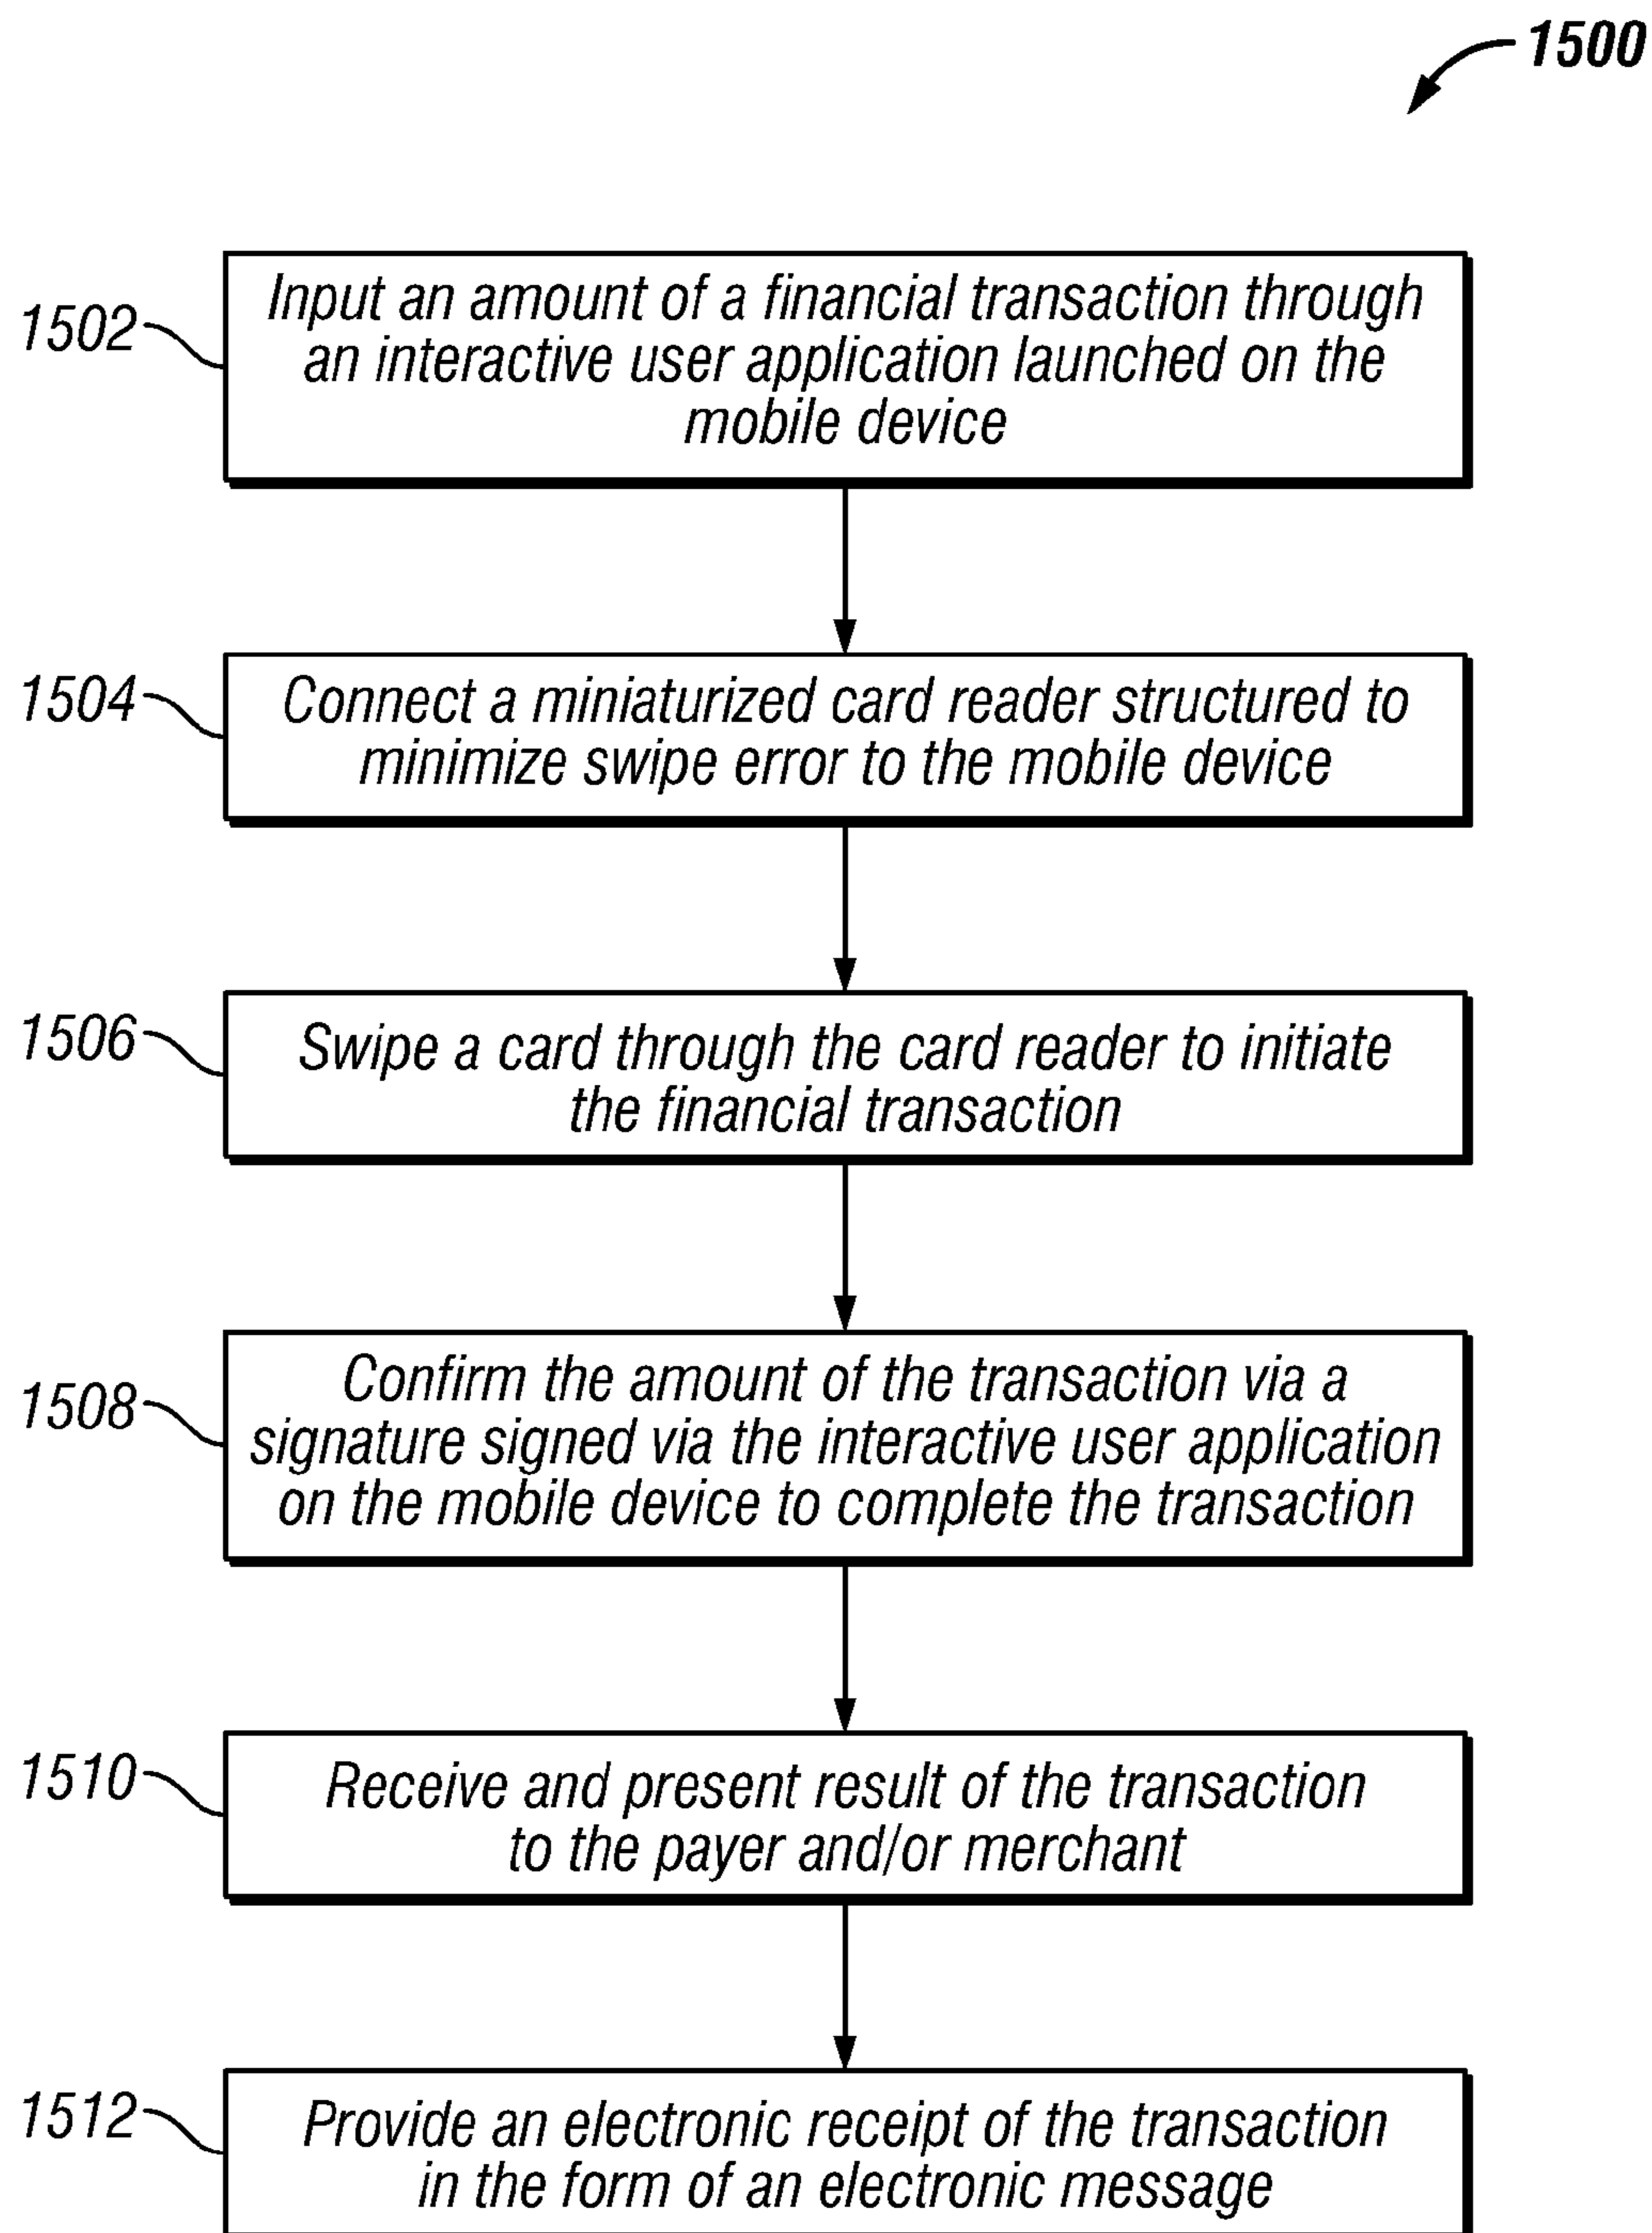 1500
1502
Input an amount of a financial transaction through
an interactive user application launched on the
mobile device
1504
Connect a miniaturized card reader structured to
minimize swipe error to the mobile device
1506
Swipe a card through the card reader to initiate
the financial transaction
1508
Confirm the amount of the transaction via a
signature signed via the interactive user application
on the mobile device to complete the transaction
1510
Receive and present result of the transaction
to the payer and/or merchant
1512
Provide an electronic receipt of the transaction
in the form of an electronic message